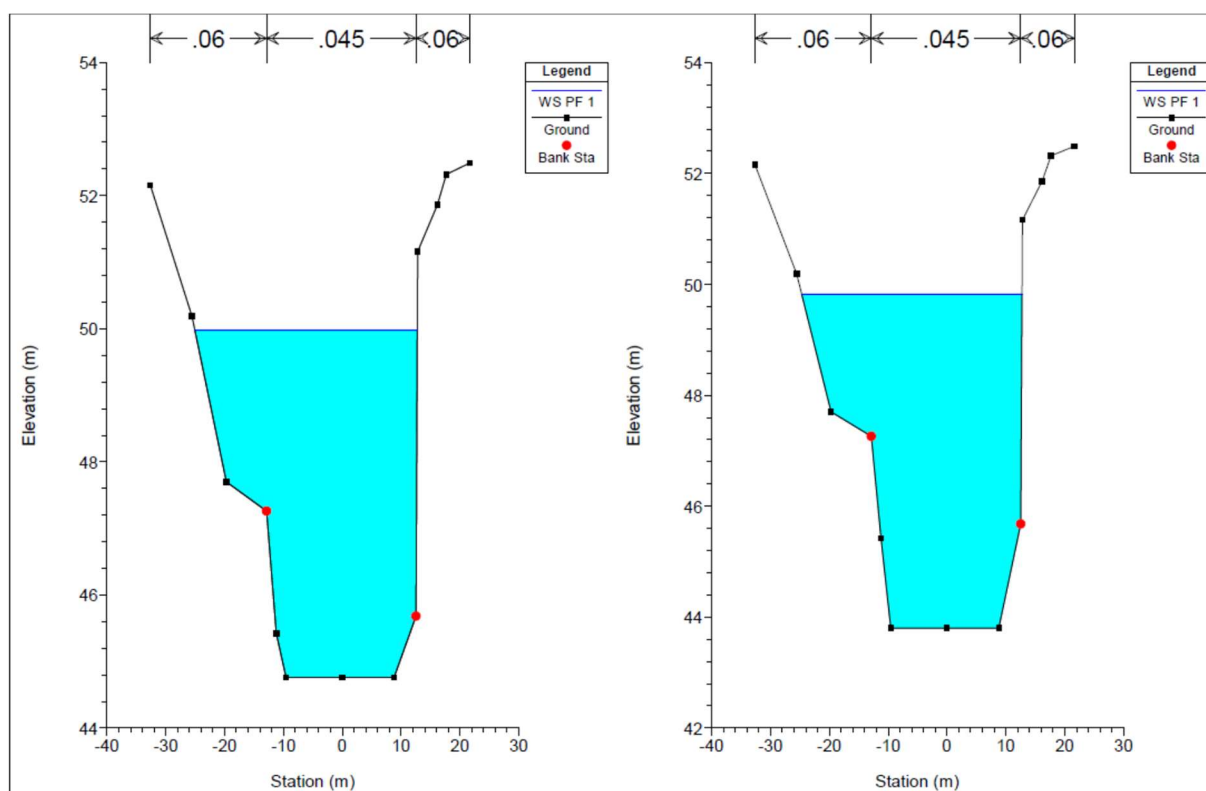 .06 .045 .06
54
52
50
48
46
44
Elevation (m)
-40 -30 -20 -10 0 10 20 30
Station (m)
Legend
WS PF 1
Ground
Bank Sta
.06 .045 .06
54
52
50
48
46
44
42
Elevation (m)
-40 -30 -20 -10 0 10 20 30
Station (m)
Legend
WS PF 1
Ground
Bank Sta